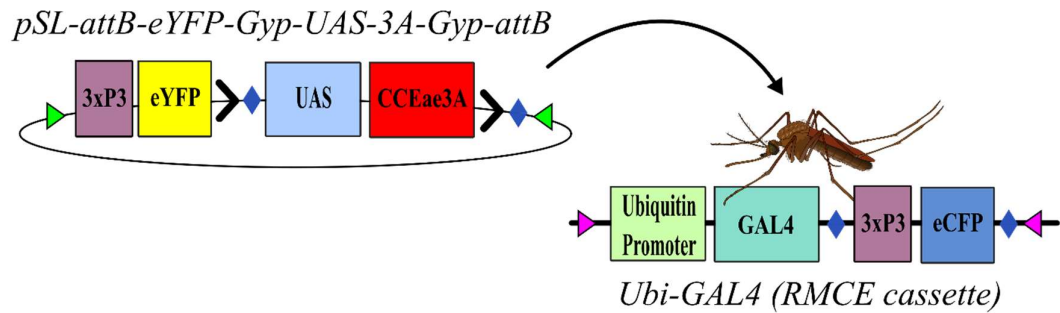 pSL-attB-eYFP-Gyp-UAS-3A-Gyp-attB
3xP3
eYFP
UAS
CCEae3A
Ubiquitin
Promoter
GAL4
3xP3
eCFP
Ubi-GAL4 (RMCE cassette)